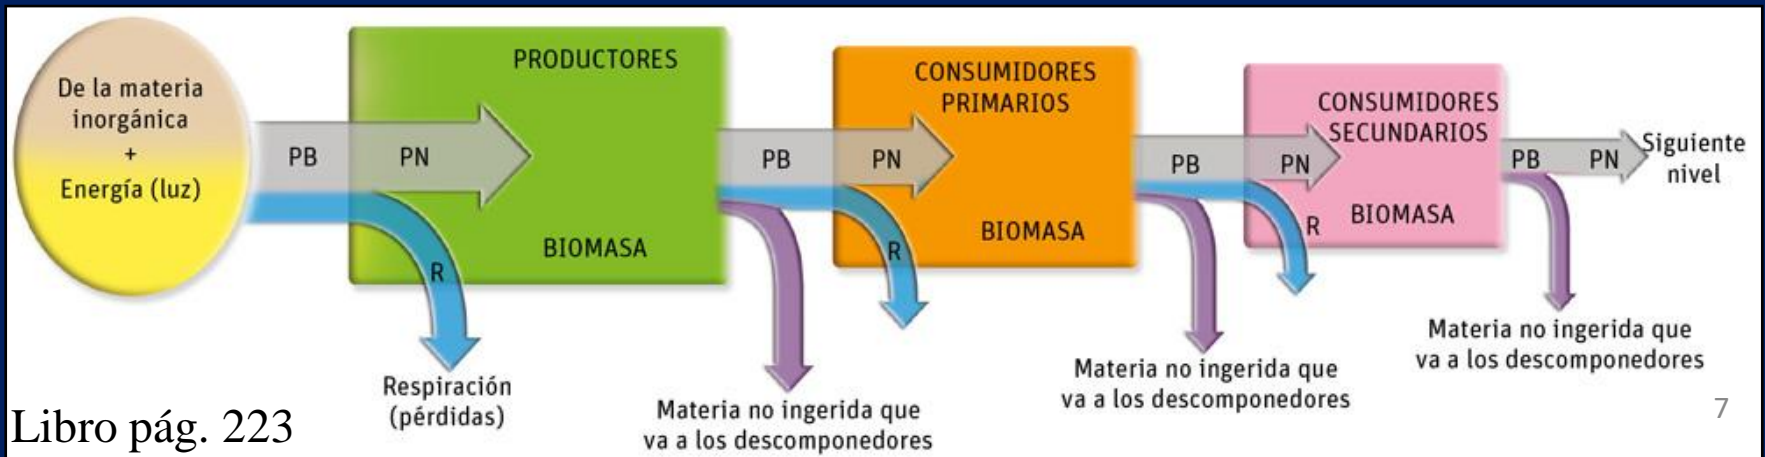 De la materia
inorgánica
+
Energía (luz)
PB
PN
R
Respiración
(pérdidas)
PRODUCTORES
BIOMASA
PB
PN
R
Materia no ingerida que
va a los descomponedores
CONSUMIDORES
PRIMARIOS
BIOMASA
PB
PN
R
Materia no ingerida que
va a los descomponedores
CONSUMIDORES
SECUNDARIOS
BIOMASA
PB
PN
Siguiente
nivel
Materia no ingerida que
va a los descomponedores
Libro pág. 223
7